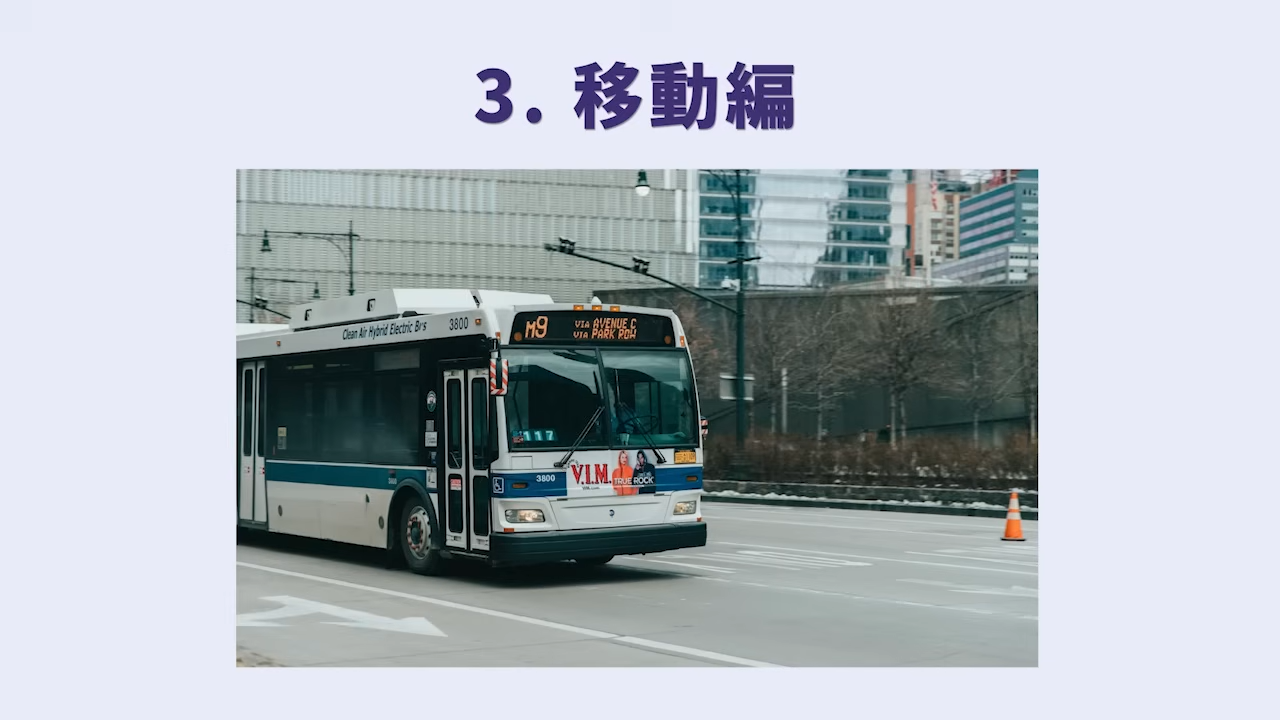 3. 移動編
M9
VIA AVENUE C
VIA PARK ROW
Clean Air Hybrid Electric Bus
3800
117
3800
V.I.M.
TRUE ROCK